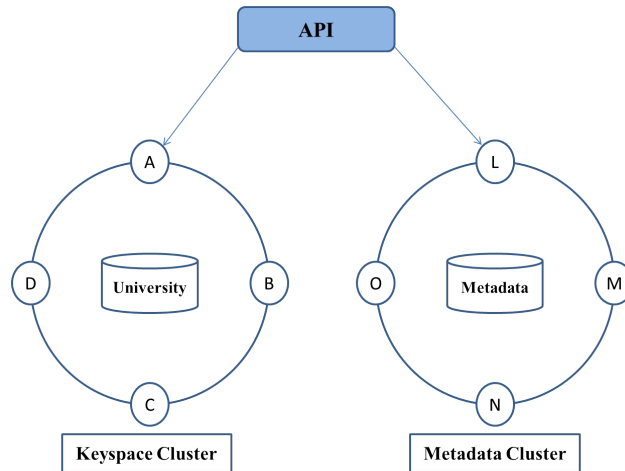 API
A
L
D
University
B
O
Metadata
M
C
N
Keyspace Cluster
Metadata Cluster